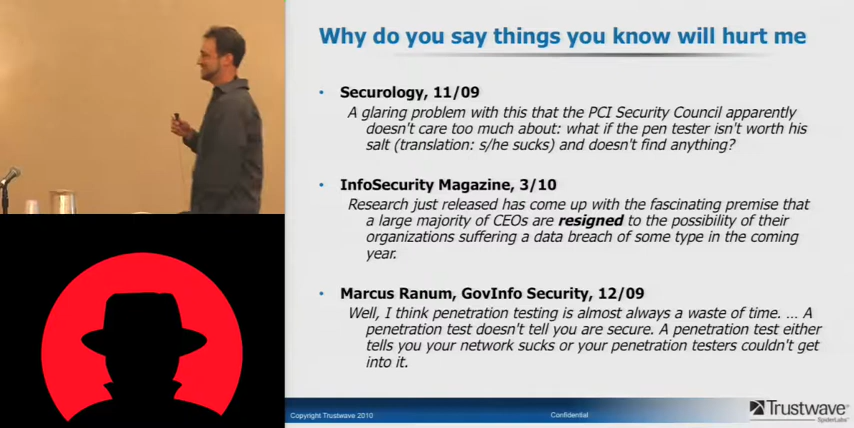 Why do you say things you know will hurt me
• Securology, 11/09
A glaring problem with this that the PCI Security Council apparently
doesn't care too much about: what if the pen tester isn't worth his
salt (translation: s/he sucks) and doesn't find anything?
• InfoSecurity Magazine, 3/10
Research just released has come up with the fascinating premise that
a large majority of CEOs are resigned to the possibility of their
organizations suffering a data breach of some type in the coming
year.
• Marcus Ranum, GovInfo Security, 12/09
Well, I think penetration testing is almost always a waste of time. ... A
penetration test doesn't tell you are secure. A penetration test either
tells you your network sucks or your penetration testers couldn't get
into it.
Copyright Trustwave 2010
Confidential
Trustwave®
SpiderLabs®